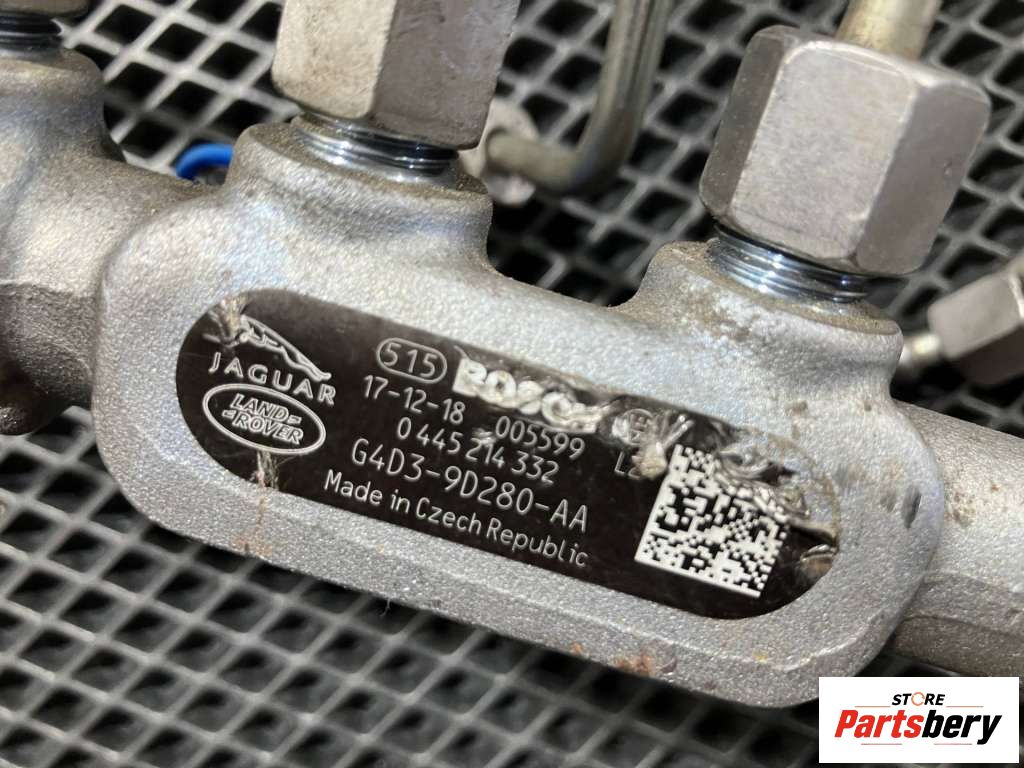 JAGUAR
LAND-
-ROVER
515 BOSCH
17-12-18 005599
0 445 214 332
G4D3-9D280-AA
Made in Czech Republic
STORE
Partsbery